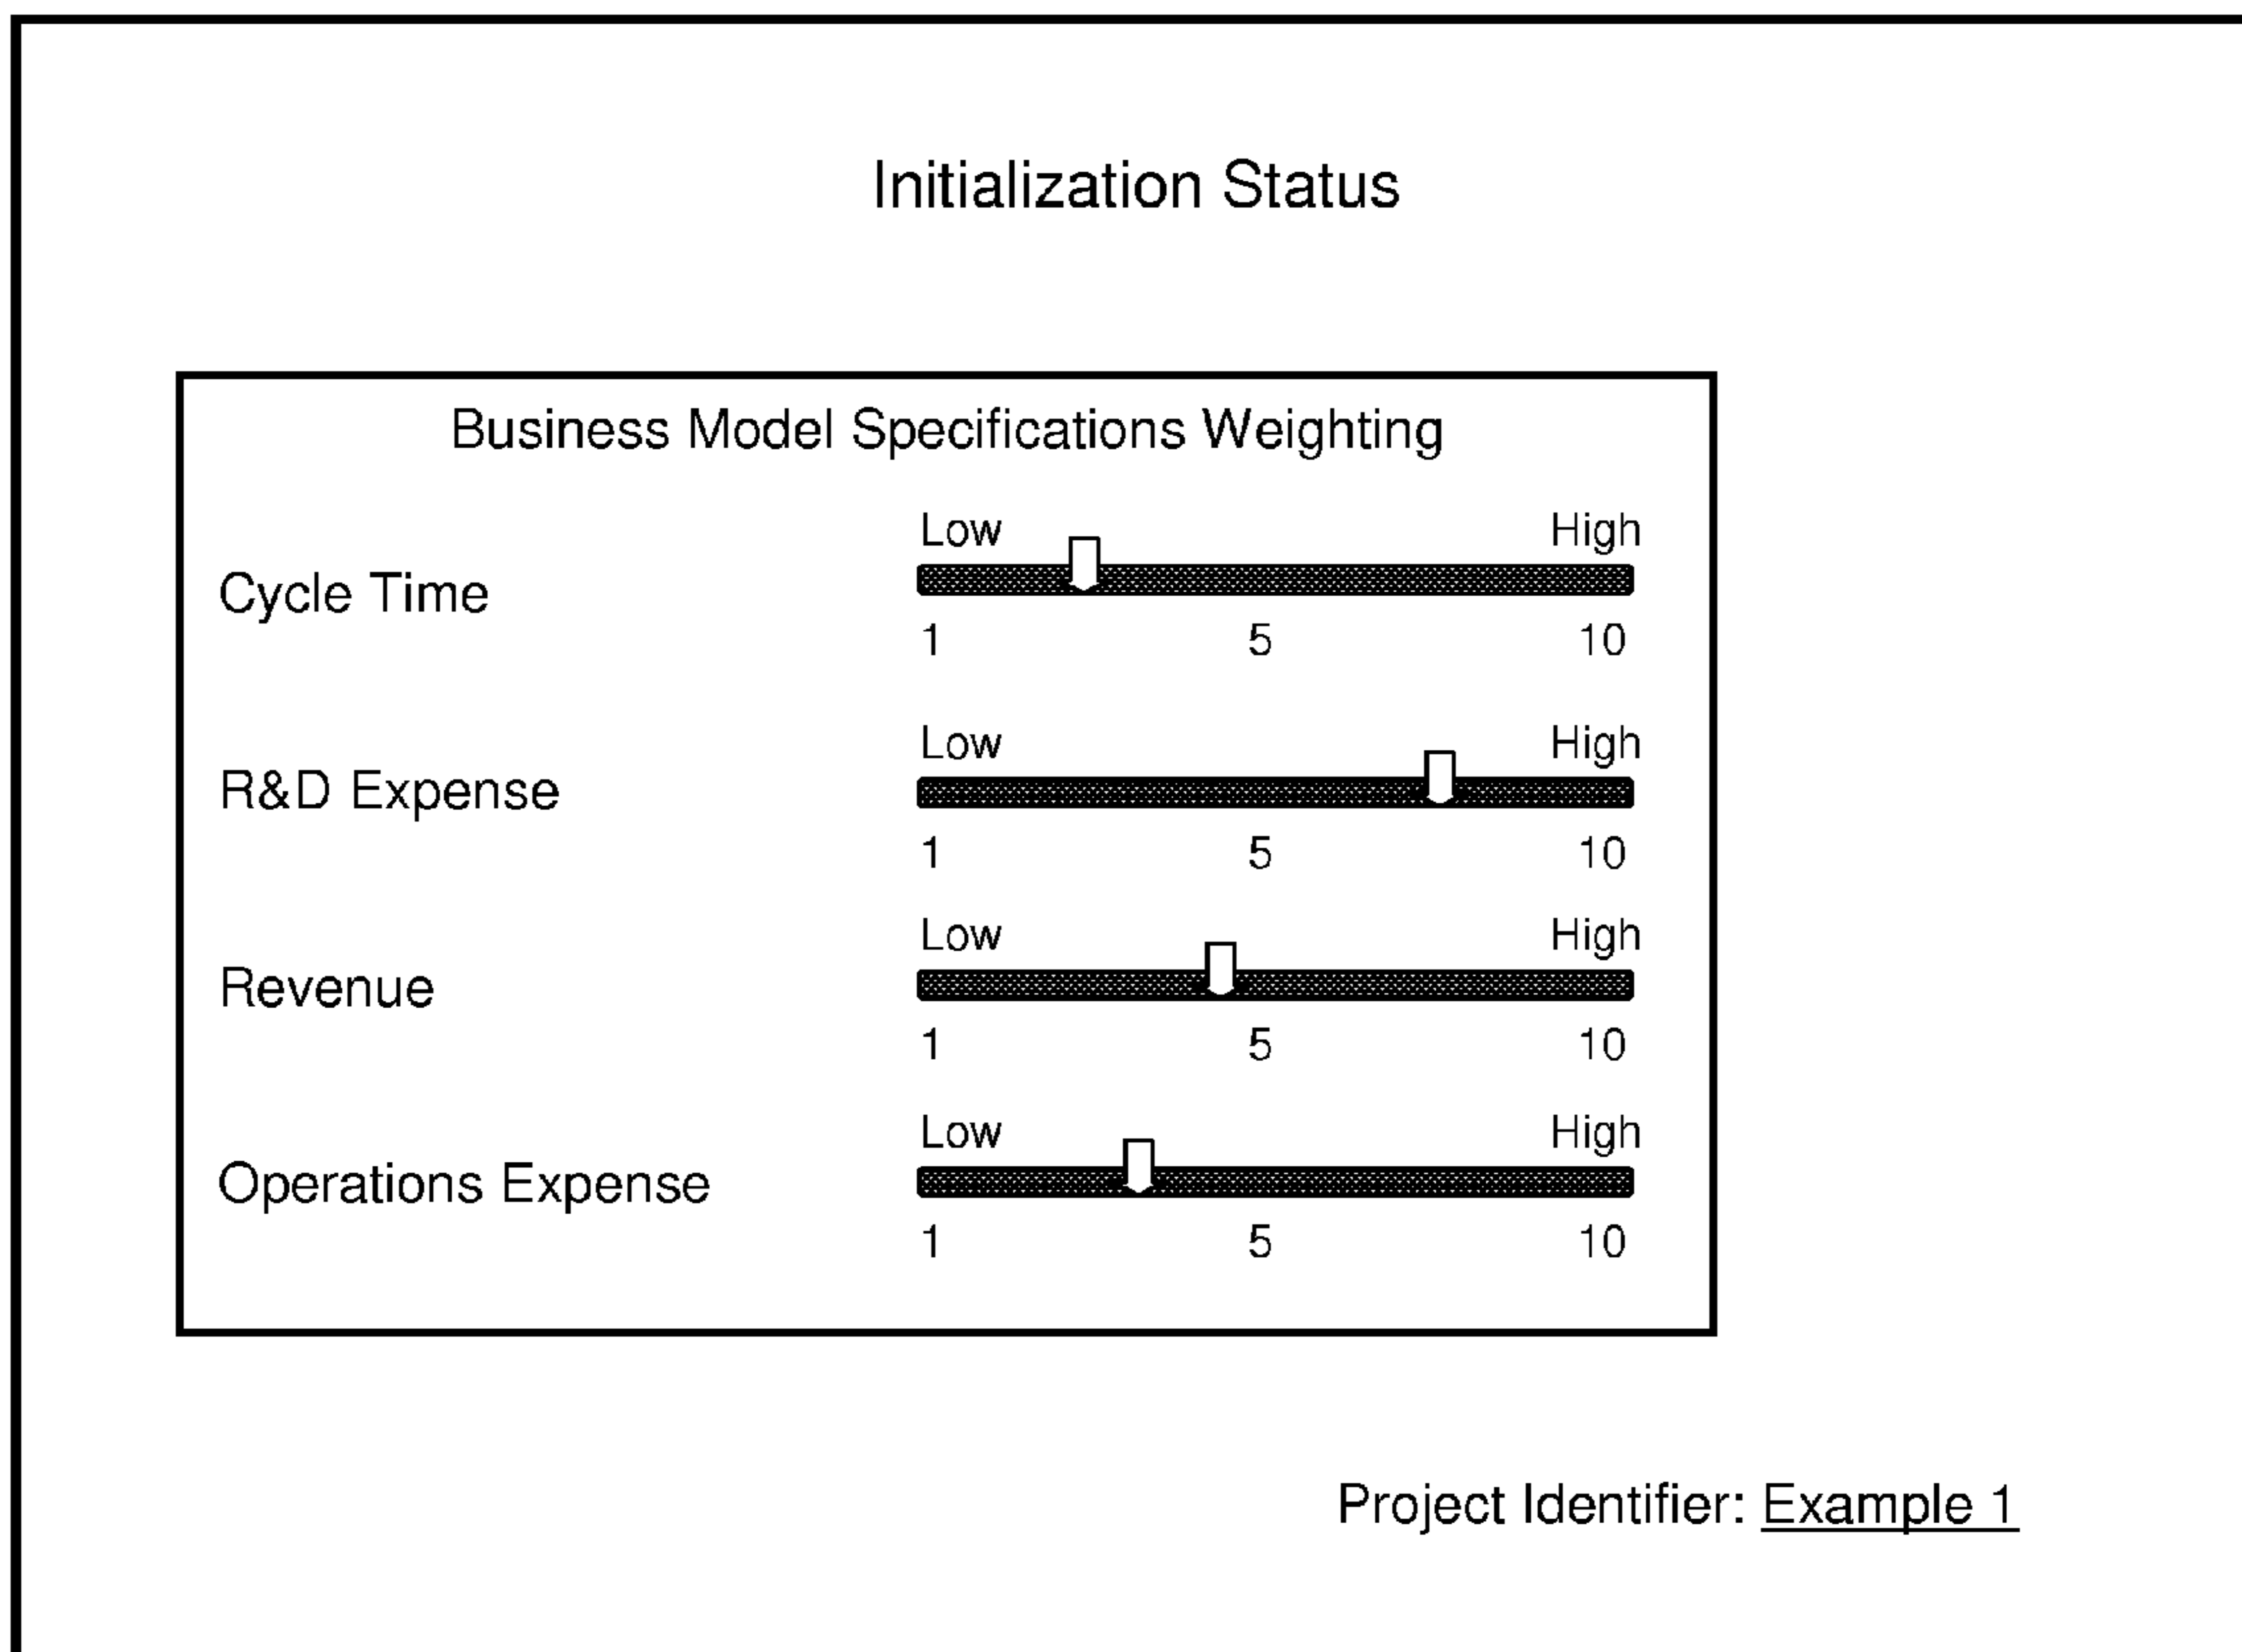 Initialization Status
Business Model Specifications Weighting
Low High
Cycle Time
1 5 10
Low High
R&D Expense
1 5 10
Low High
Revenue
1 5 10
Low High
Operations Expense
1 5 10
Project Identifier: Example 1